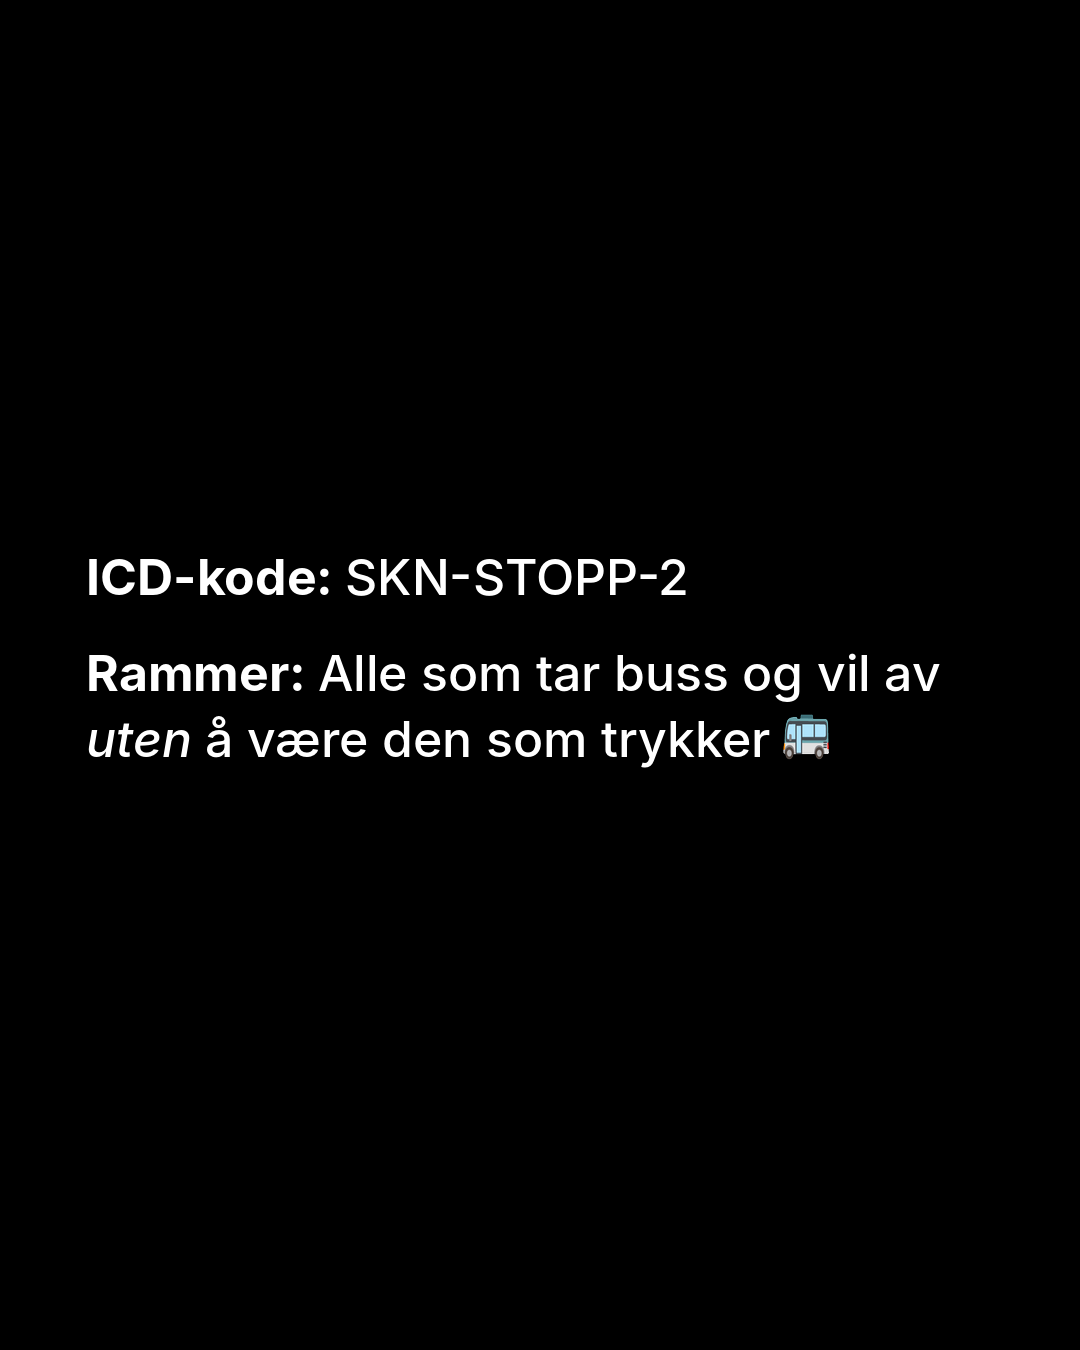 ICD-kode: SKN-STOPP-2
Rammer: Alle som tar buss og vil av
uten å være den som trykker 🚌